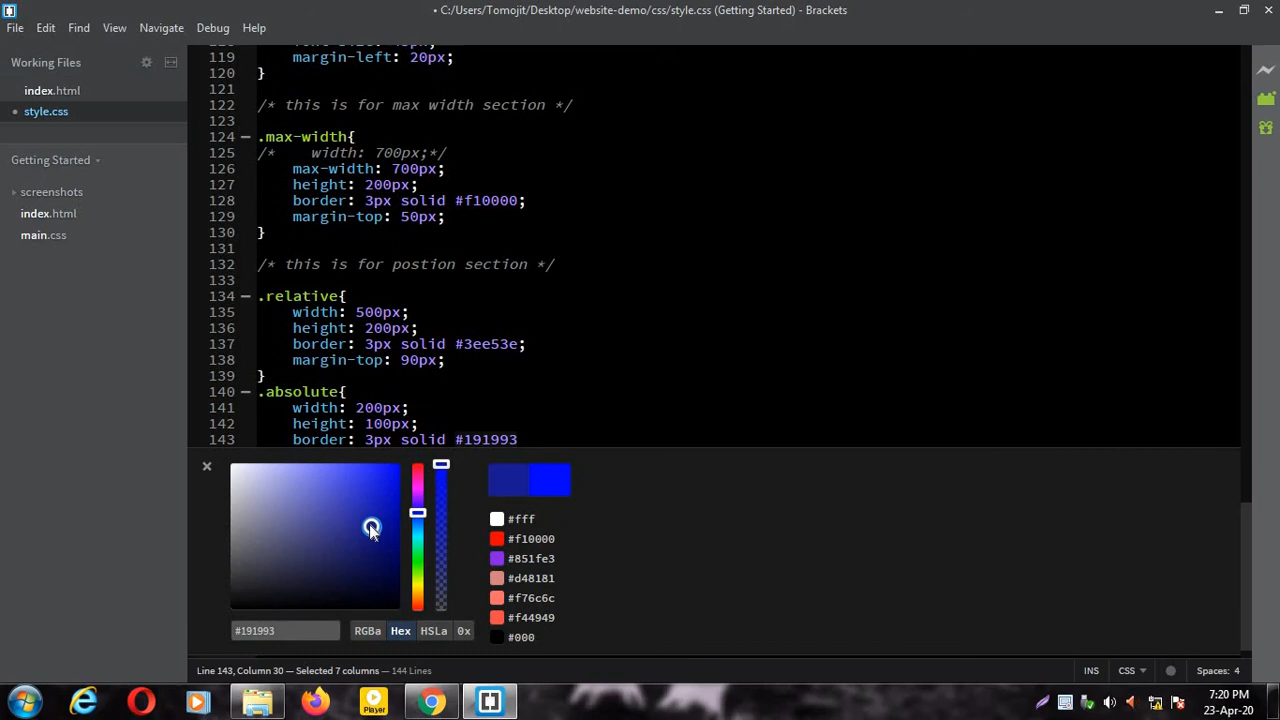 • C:/Users/Tomojit/Desktop/website-demo/css/style.css (Getting Started) - Brackets
File Edit Find View Navigate Debug Help
Working Files
index.html
• style.css
Getting Started
screenshots
index.html
main.css
119 margin-left: 20px;
120 }
121
122 /* this is for max width section */
123
124 .max-width{
125 /* width: 700px;*/
126 max-width: 700px;
127 height: 200px;
128 border: 3px solid #f10000;
129 margin-top: 50px;
130 }
131
132 /* this is for postion section */
133
134 .relative{
135 width: 500px;
136 height: 200px;
137 border: 3px solid #3ee53e;
138 margin-top: 90px;
139 }
140 .absolute{
141 width: 200px;
142 height: 100px;
143 border: 3px solid #191993
#fff
#f10000
#851fe3
#d48181
#f76c6c
#f44949
#000
#191993 RGBa Hex HSLa 0x
Line 143, Column 30 — Selected 7 columns — 144 Lines INS CSS Spaces: 4
Player
7:20 PM
23-Apr-20